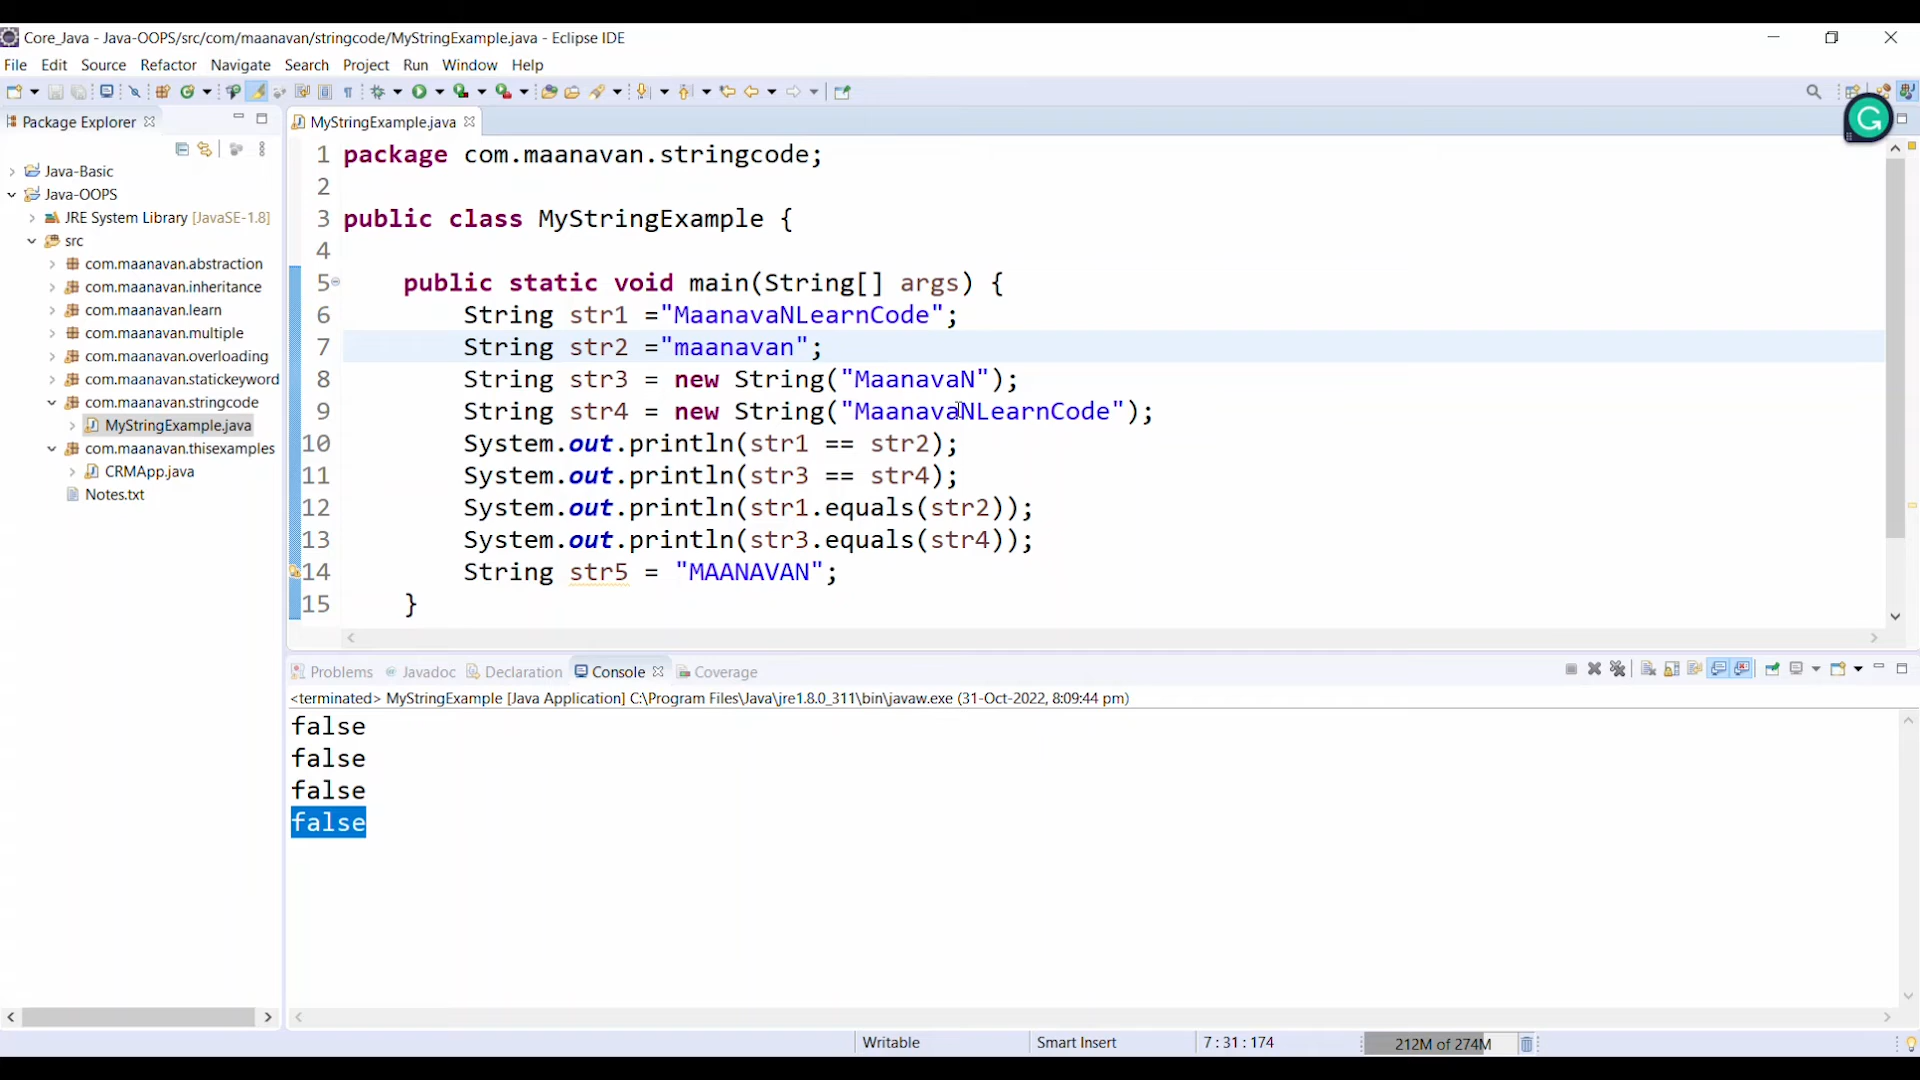 Core_Java - Java-OOPS/src/com/maanavan/stringcode/MyStringExample.java - Eclipse IDE
File Edit Source Refactor Navigate Search Project Run Window Help
Package Explorer
Java-Basic
Java-OOPS
JRE System Library [JavaSE-1.8]
src
com.maanavan.abstraction
com.maanavan.inheritance
com.maanavan.learn
com.maanavan.multiple
com.maanavan.overloading
com.maanavan.statickeyword
com.maanavan.stringcode
MyStringExample.java
com.maanavan.thisexamples
CRMApp.java
Notes.txt
MyStringExample.java
1 package com.maanavan.stringcode;
2
3 public class MyStringExample {
4
5 public static void main(String[] args) {
6 String str1 ="MaanavaNLearnCode";
7 String str2 ="maanavan";
8 String str3 = new String("MaanavaN");
9 String str4 = new String("MaanavaNLearnCode");
10 System.out.println(str1 == str2);
11 System.out.println(str3 == str4);
12 System.out.println(str1.equals(str2));
13 System.out.println(str3.equals(str4));
14 String str5 = "MAANAVAN";
15 }
Problems Javadoc Declaration Console Coverage
<terminated> MyStringExample [Java Application] C:\Program Files\Java\jre1.8.0_311\bin\javaw.exe (31-Oct-2022, 8:09:44 pm)
false
false
false
false
Writable Smart Insert 7 : 31 : 174 212M of 274M